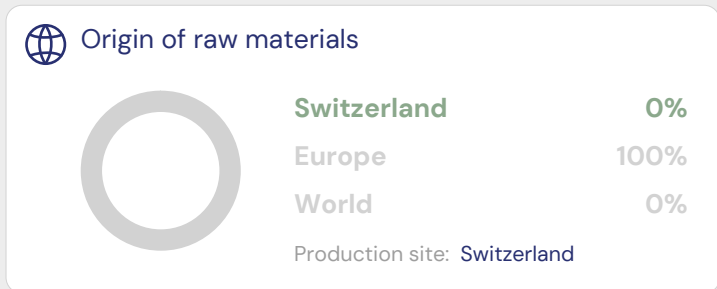 Origin of raw materials
Switzerland 0%
Europe 100%
World 0%
Production site: Switzerland